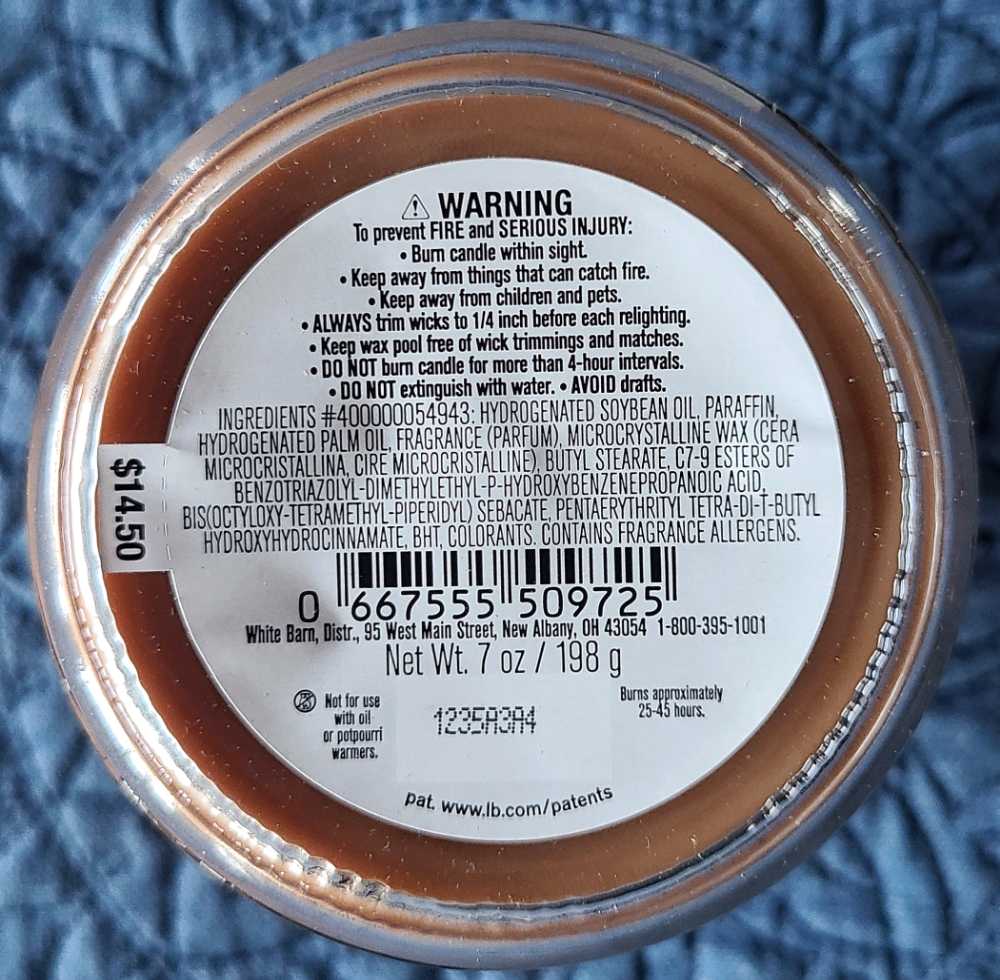 ⚠ WARNING
To prevent FIRE and SERIOUS INJURY:
• Burn candle within sight.
• Keep away from things that can catch fire.
• Keep away from children and pets.
• ALWAYS trim wicks to 1/4 inch before each relighting.
• Keep wax pool free of wick trimmings and matches.
• DO NOT burn candle for more than 4-hour intervals.
• DO NOT extinguish with water. • AVOID drafts.
INGREDIENTS #400000054943: HYDROGENATED SOYBEAN OIL, PARAFFIN,
HYDROGENATED PALM OIL, FRAGRANCE (PARFUM), MICROCRYSTALLINE WAX (CERA
MICROCRISTALLINA, CIRE MICROCRISTALLINE), BUTYL STEARATE, C7-9 ESTERS OF
BENZOTRIAZOLYL-DIMETHYLETHYL-P-HYDROXYBENZENEPROPANOIC ACID,
BIS(OCTYLOXY-TETRAMETHYL-PIPERIDYL) SEBACATE, PENTAERYTHRITYL TETRA-DI-T-BUTYL
HYDROXYHYDROCINNAMATE, BHT, COLORANTS. CONTAINS FRAGRANCE ALLERGENS.
$14.50
0 667555 509725
White Barn, Distr., 95 West Main Street, New Albany, OH 43054 1-800-395-1001
Net Wt. 7 oz / 198 g
Not for use
with oil
or potpourri
warmers.
1235A3A4
Burns approximately
25-45 hours.
pat. www.lb.com/patents